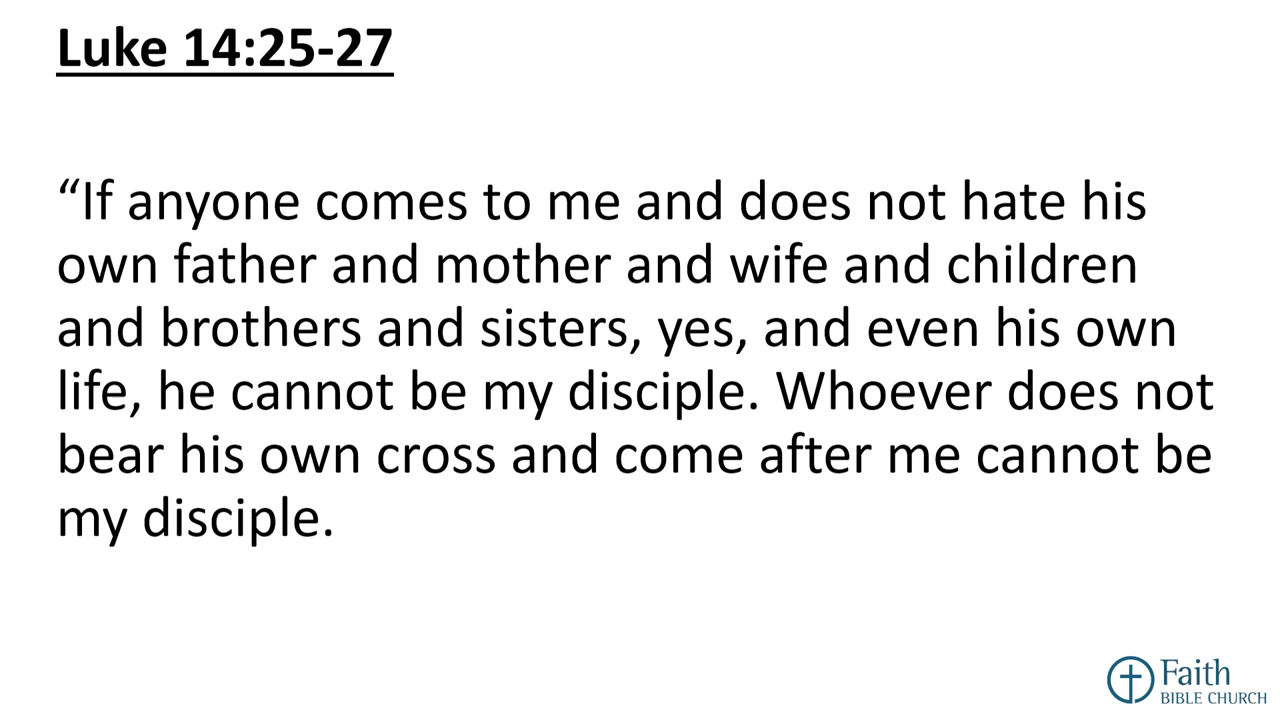 Luke 14:25-27
“If anyone comes to me and does not hate his
own father and mother and wife and children
and brothers and sisters, yes, and even his own
life, he cannot be my disciple. Whoever does not
bear his own cross and come after me cannot be
my disciple.
Faith
BIBLE CHURCH